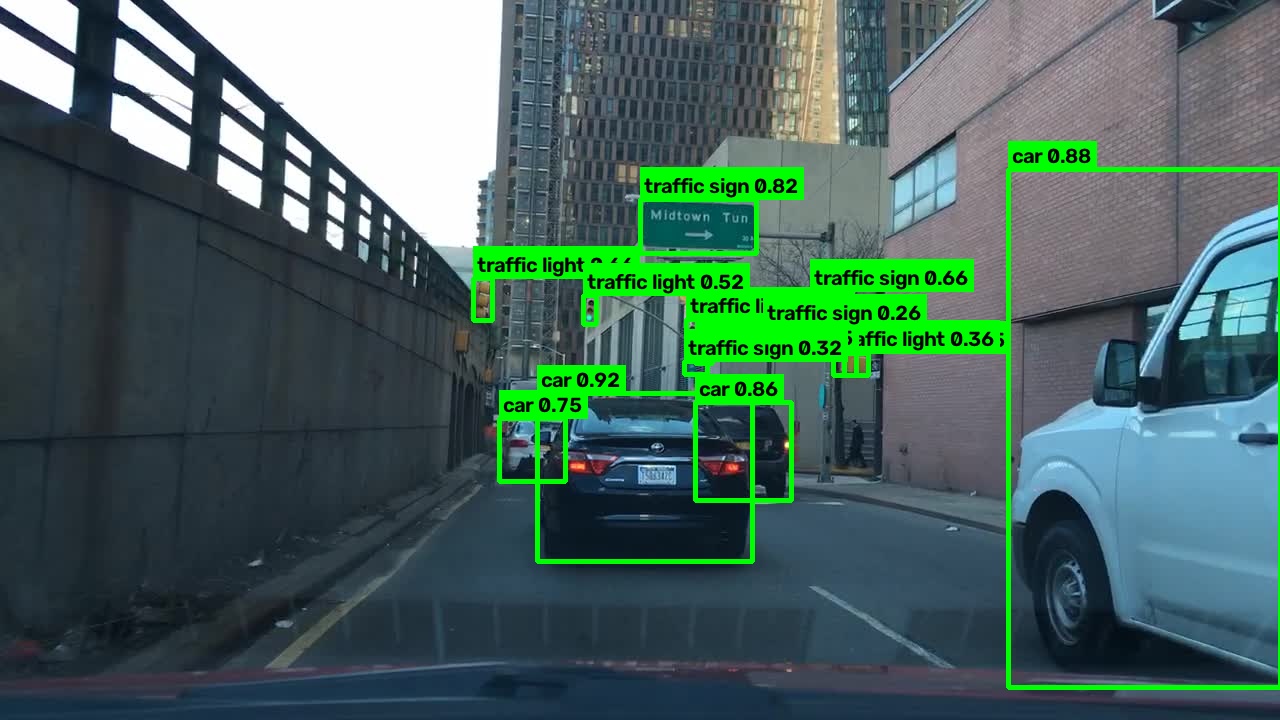 car 0.88
traffic sign 0.82
Midtown Tun
traffic light
traffic light 0.52
traffic sign 0.66
traffic li
traffic sign 0.26
affic light 0.36
traffic sign 0.32
car 0.92
car 0.86
car 0.75